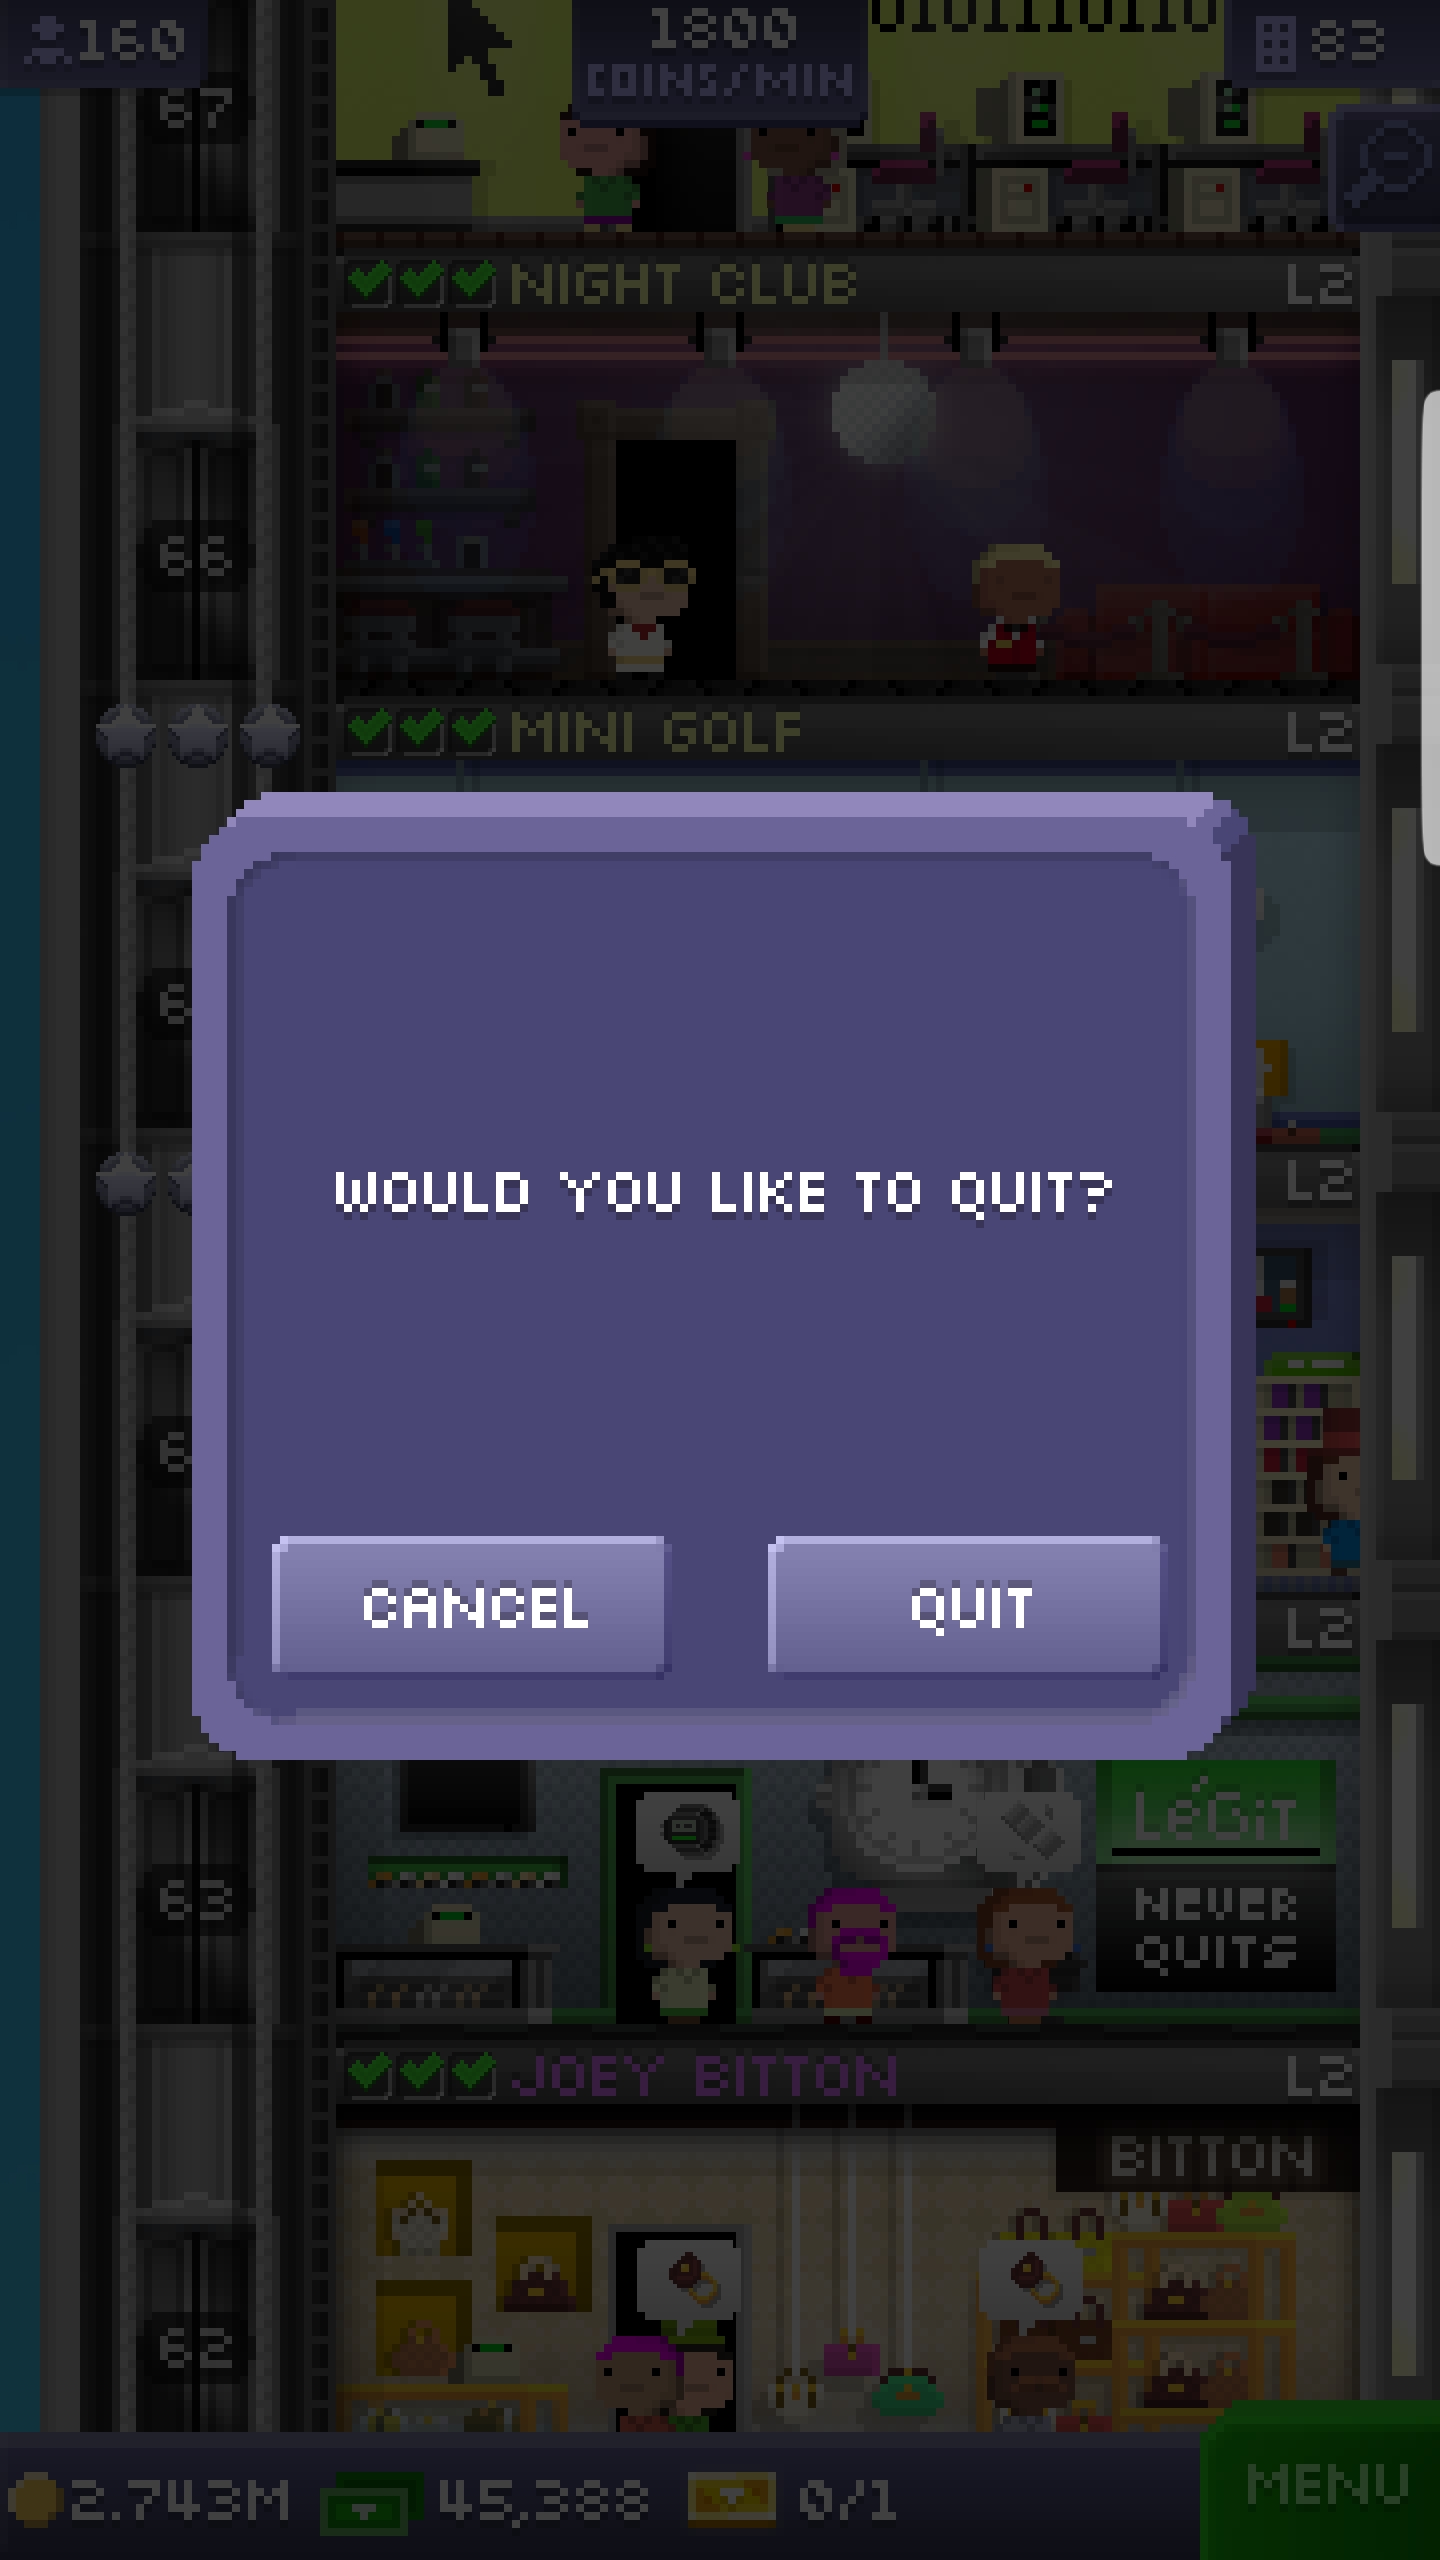 160
1800
COINS/MIN
0101110110
83
67
NIGHT CLUB
L2
66
MINI GOLF
L2
L2
WOULD YOU LIKE TO QUIT?
CANCEL
QUIT
L2
LéGiT
NEVER
QUITS
63
JOEY BITTON
L2
BITTON
62
2.743M
45,388
0/1
MENU